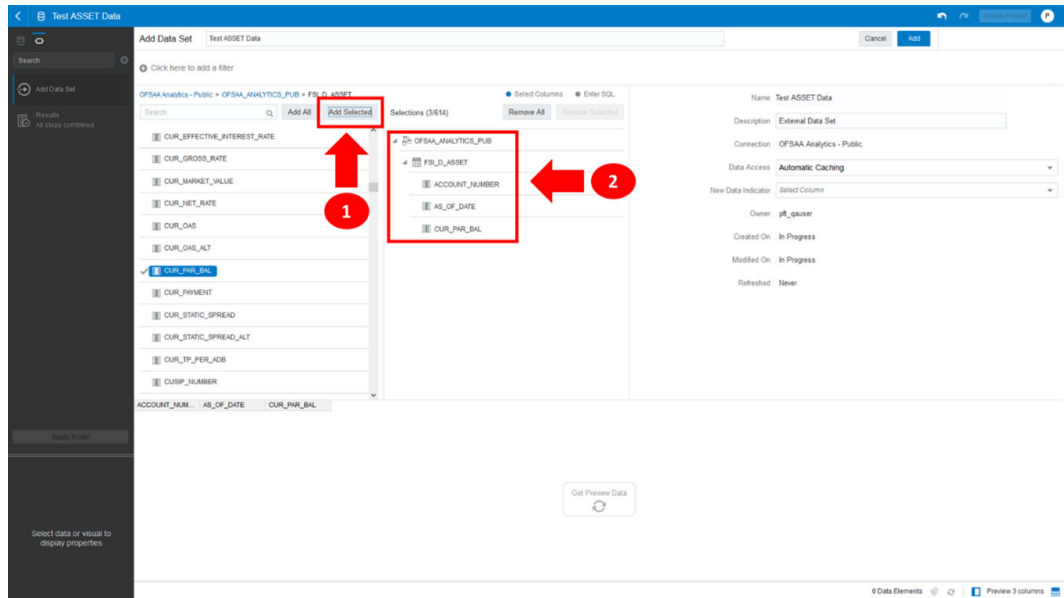 Test ASSET Data
Create Project
P
Search
Add Data Set
Results
All steps combined
Apply Script
Select data or visual to
display properties
Add Data Set
Test ASSET Data
Cancel
Add
Click here to add a filter
OFSAA Analytics - Public > OFSAA_ANALYTICS_PUB > FSI_D_ASSET
Select Columns
Enter SQL
Search
Add All
Add Selected
Selections (3/614)
Remove All
Remove Selected
CUR_EFFECTIVE_INTEREST_RATE
CUR_GROSS_RATE
CUR_MARKET_VALUE
CUR_NET_RATE
CUR_OAS
CUR_OAS_ALT
CUR_PAR_BAL
CUR_PAYMENT
CUR_STATIC_SPREAD
CUR_STATIC_SPREAD_ALT
CUR_TP_PER_ADB
CUSIP_NUMBER
1
OFSAA_ANALYTICS_PUB
FSI_D_ASSET
ACCOUNT_NUMBER
AS_OF_DATE
CUR_PAR_BAL
2
Name Test ASSET Data
Description External Data Set
Connection OFSAA Analytics - Public
Data Access Automatic Caching
New Data Indicator Select Column
Owner pft_qauser
Created On In Progress
Modified On In Progress
Refreshed Never
ACCOUNT_NUM... AS_OF_DATE CUR_PAR_BAL
Get Preview Data
0 Data Elements
Preview 3 columns